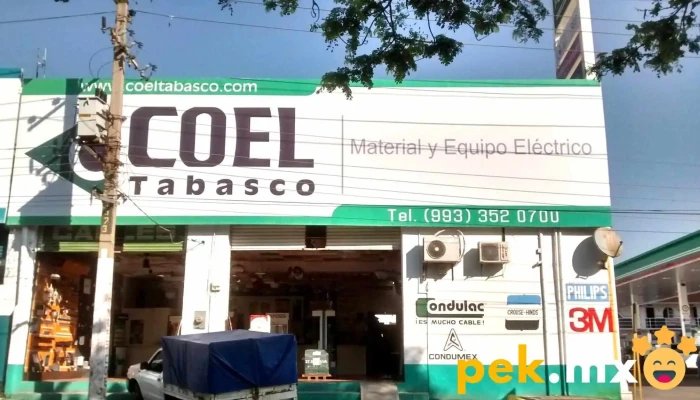 www.coeltabasco.com
COEL
Tabasco
Material y Equipo Eléctrico
Tel. (993) 352 0700
Condulac
¡ES MUCHO CABLE!
CROUSE-HINDS
CONDUMEX
PHILIPS
3M
pek.mx